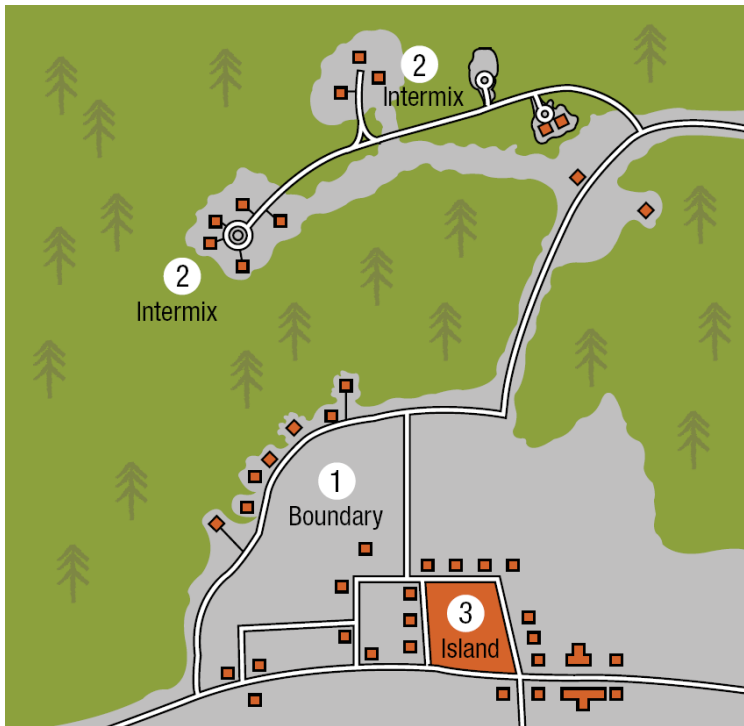 2
Intermix
2
Intermix
1
Boundary
3
Island